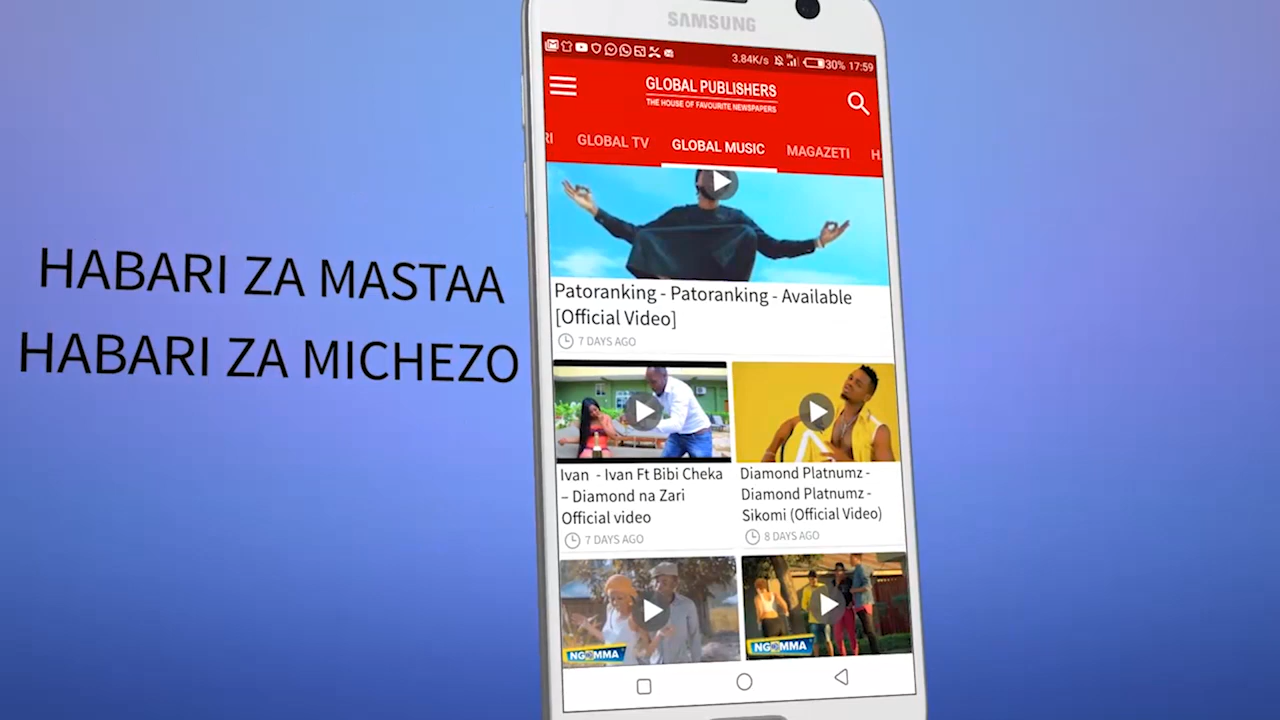 HABARI ZA MASTAA
HABARI ZA MICHEZO
SAMSUNG
3.84K/s 30% 17:59
GLOBAL PUBLISHERS
THE HOUSE OF FAVOURITE NEWSPAPERS
RI GLOBAL TV GLOBAL MUSIC MAGAZETI H
Patoranking - Patoranking - Available
[Official Video]
7 DAYS AGO
Ivan - Ivan Ft Bibi Cheka
– Diamond na Zari
Official video
7 DAYS AGO
Diamond Platnumz -
Diamond Platnumz -
Sikomi (Official Video)
8 DAYS AGO
NGOMMA
NGOMMA